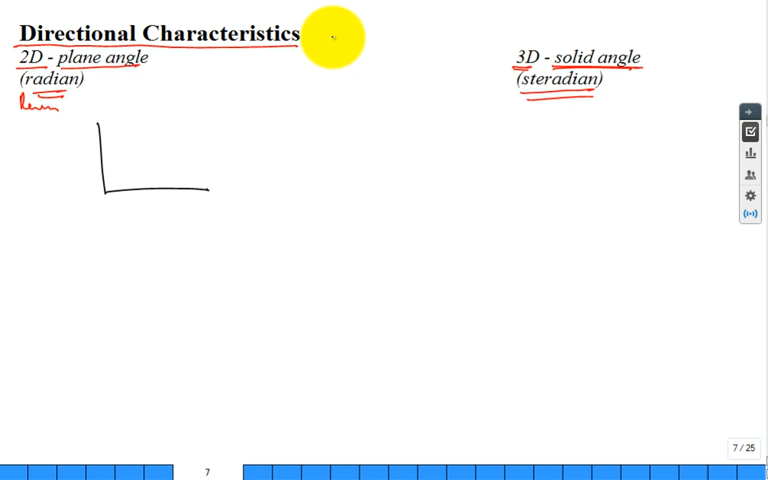 Directional Characteristics
2D - plane angle
3D - solid angle
(radian)
(steradian)
7 / 25
7